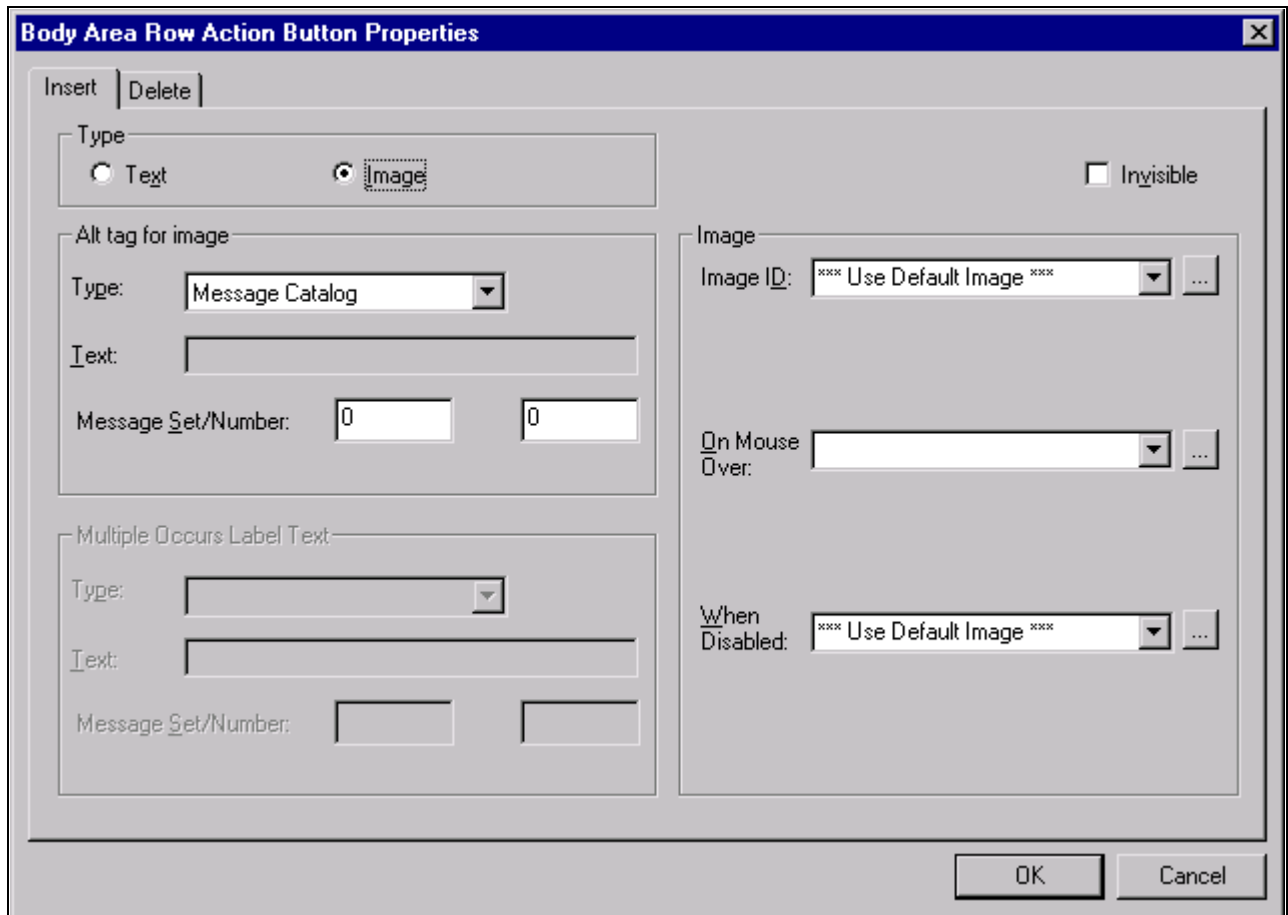 Body Area Row Action Button Properties
Insert
Delete
Type
Text
Image
Invisible
Alt tag for image
Type:
Message Catalog
Text:
Message Set/Number:
0
0
Multiple Occurs Label Text
Type:
Text:
Message Set/Number:
Image
Image ID:
*** Use Default Image ***
...
On Mouse
Over:
...
When
Disabled:
*** Use Default Image ***
...
OK
Cancel